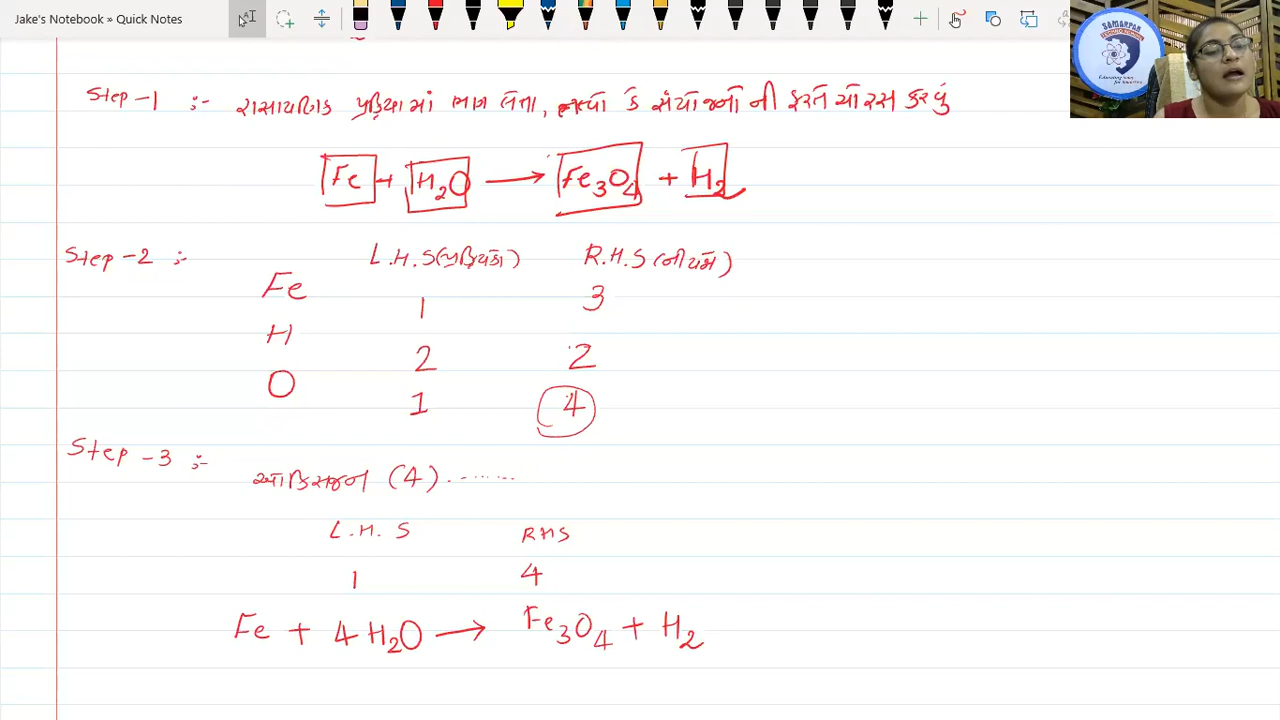 Jake's Notebook » Quick Notes
SAMARPAN
Step -1 :- રાસાયણિક પ્રક્રિયામાં ભાગ લેતા, કે સંયોજનો ની ફરતે ચોરસ કરવું
Fe + H₂O ⟶ Fe₃O₄ + H₂
Step -2 :- L.H.S (પ્રક્રિયકો) R.H.S (નીપજો)
Fe 1 3
H 2 2
O 1 4
Step -3 :-
ઓક્સિજન (4) .......
L.H.S RHS
1 4
Fe + 4H₂O ⟶ Fe₃O₄ + H₂